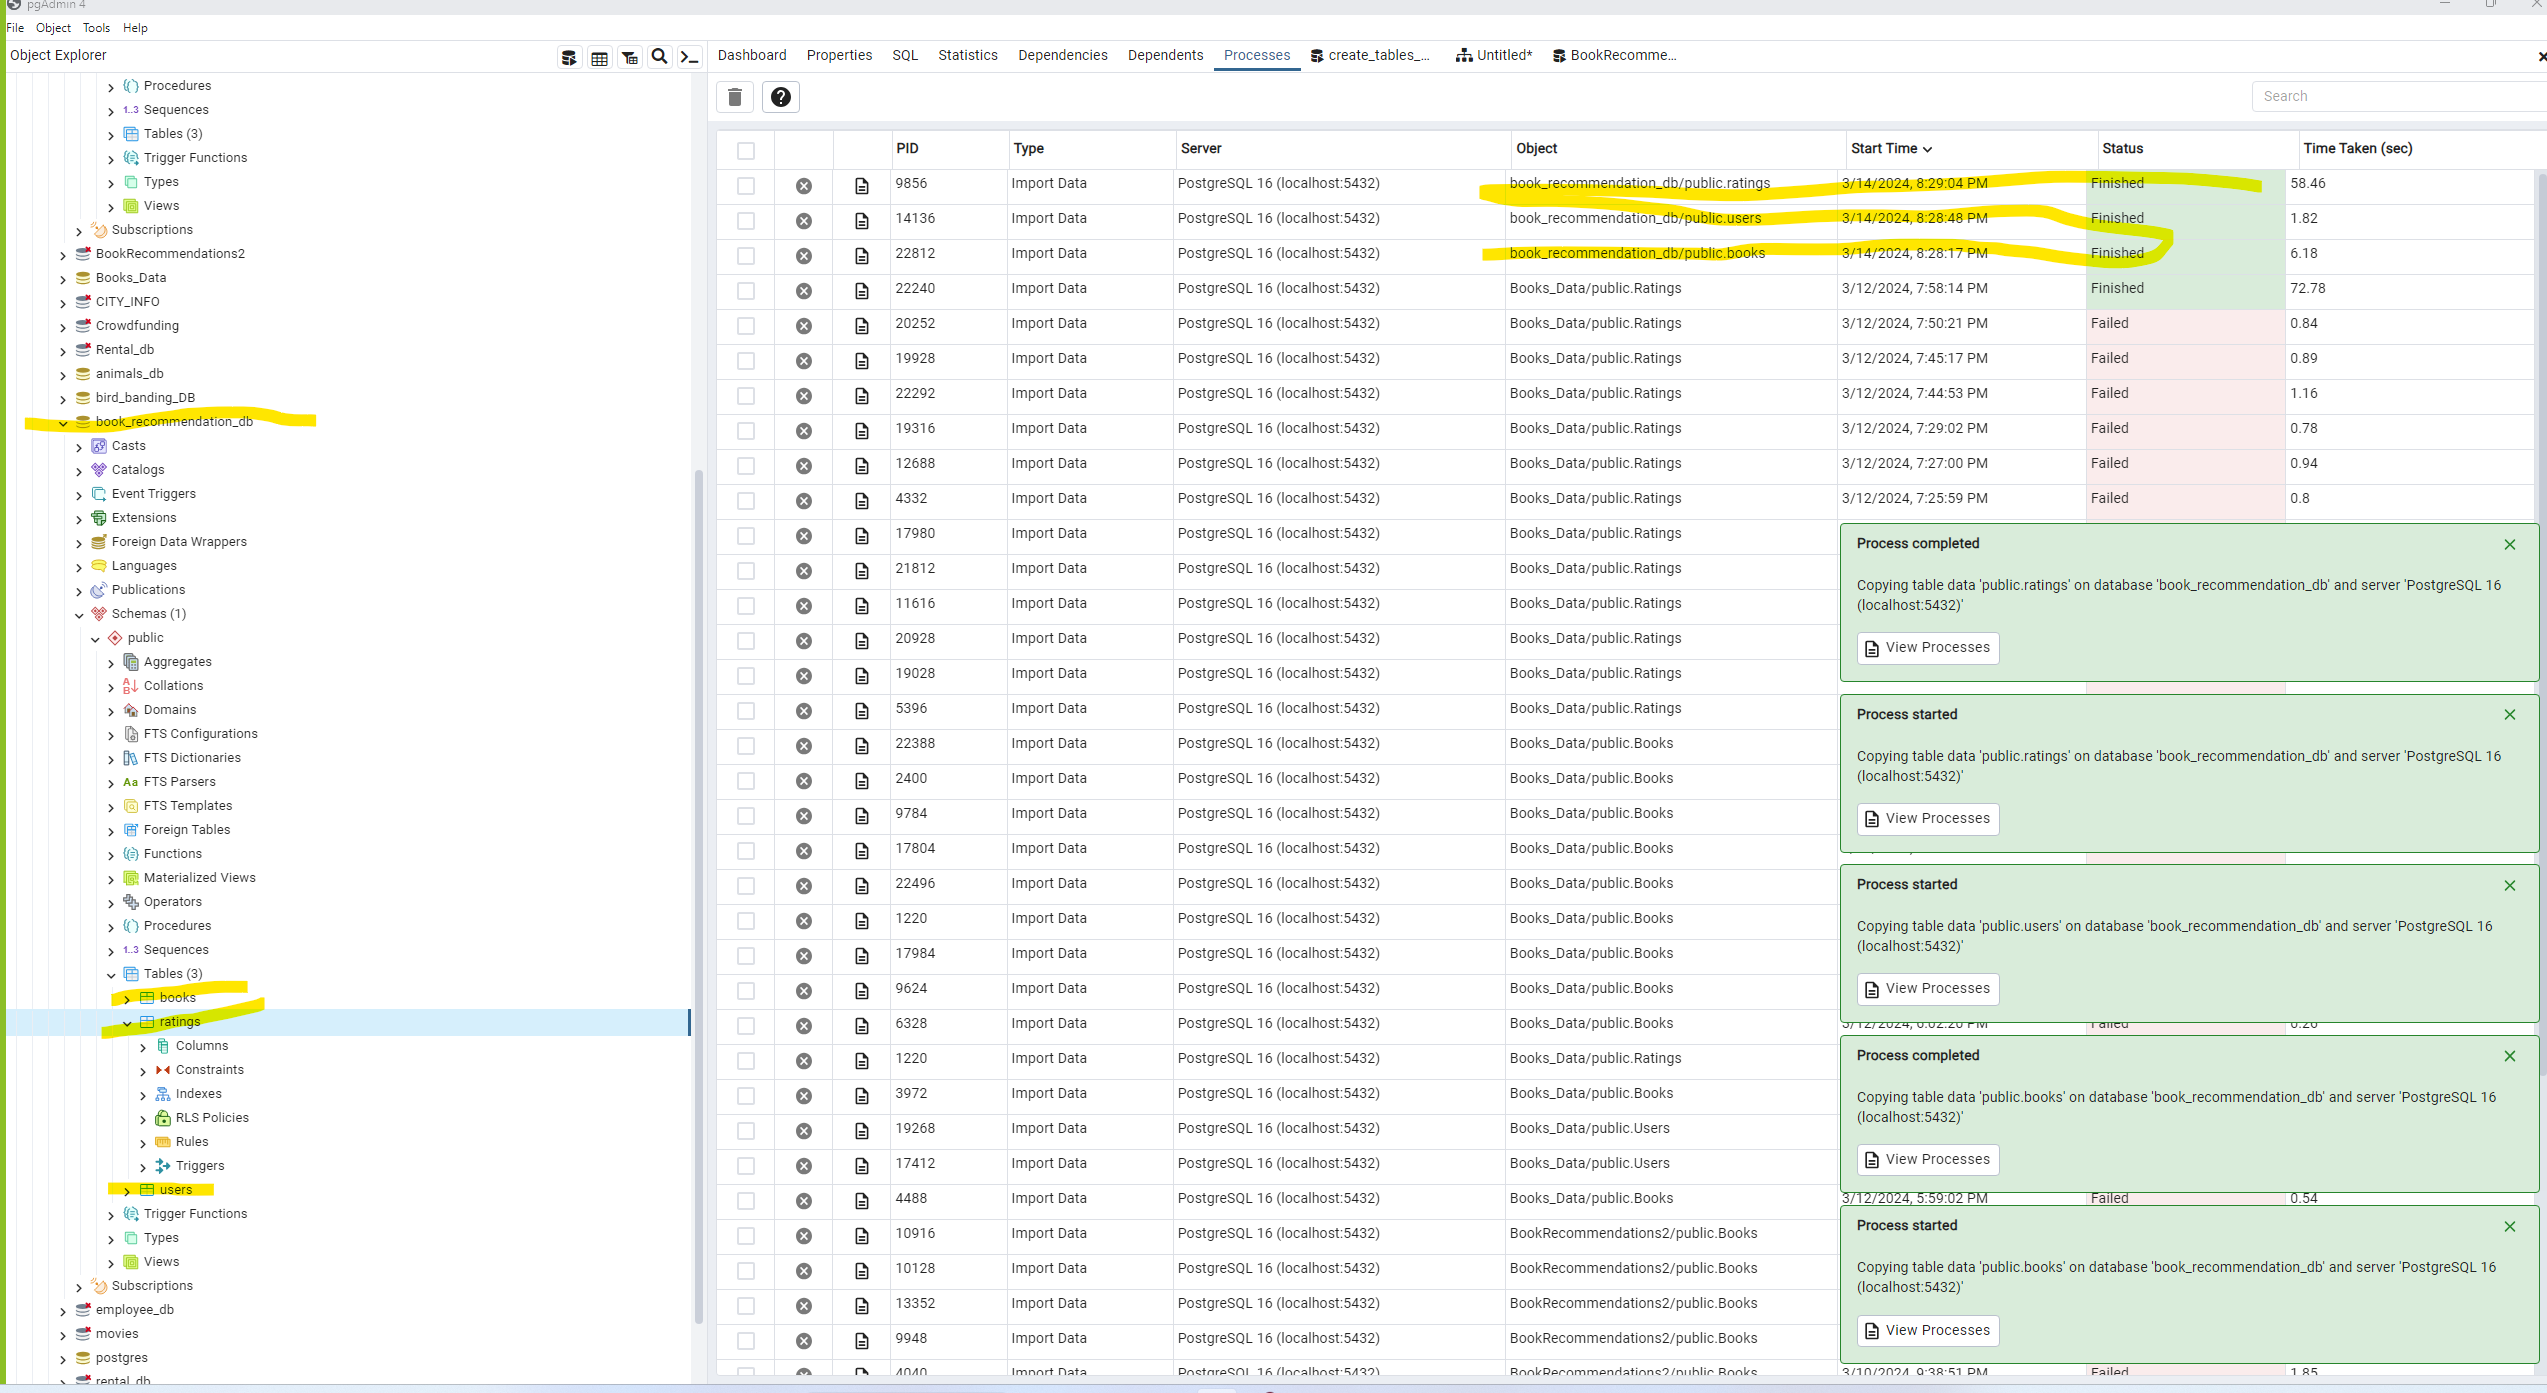 pgAdmin 4
File Object Tools Help
Object Explorer
Dashboard Properties SQL Statistics Dependencies Dependents Processes create_tables_... Untitled* BookRecomme...
Procedures
1..3 Sequences
Tables (3)
Trigger Functions
Types
Views
Subscriptions
BookRecommendations2
Books_Data
CITY_INFO
Crowdfunding
Rental_db
animals_db
bird_banding_DB
book_recommendation_db
Casts
Catalogs
Event Triggers
Extensions
Foreign Data Wrappers
Languages
Publications
Schemas (1)
public
Aggregates
Collations
Domains
FTS Configurations
FTS Dictionaries
Aa FTS Parsers
FTS Templates
Foreign Tables
Functions
Materialized Views
Operators
Procedures
1..3 Sequences
Tables (3)
books
ratings
Columns
Constraints
Indexes
RLS Policies
Rules
Triggers
users
Trigger Functions
Types
Views
Subscriptions
employee_db
movies
postgres
rental_db
Search
PID Type Server Object Start Time Status Time Taken (sec)
9856 Import Data PostgreSQL 16 (localhost:5432) book_recommendation_db/public.ratings 3/14/2024, 8:29:04 PM Finished 58.46
14136 Import Data PostgreSQL 16 (localhost:5432) book_recommendation_db/public.users 3/14/2024, 8:28:48 PM Finished 1.82
22812 Import Data PostgreSQL 16 (localhost:5432) book_recommendation_db/public.books 3/14/2024, 8:28:17 PM Finished 6.18
22240 Import Data PostgreSQL 16 (localhost:5432) Books_Data/public.Ratings 3/12/2024, 7:58:14 PM Finished 72.78
20252 Import Data PostgreSQL 16 (localhost:5432) Books_Data/public.Ratings 3/12/2024, 7:50:21 PM Failed 0.84
19928 Import Data PostgreSQL 16 (localhost:5432) Books_Data/public.Ratings 3/12/2024, 7:45:17 PM Failed 0.89
22292 Import Data PostgreSQL 16 (localhost:5432) Books_Data/public.Ratings 3/12/2024, 7:44:53 PM Failed 1.16
19316 Import Data PostgreSQL 16 (localhost:5432) Books_Data/public.Ratings 3/12/2024, 7:29:02 PM Failed 0.78
12688 Import Data PostgreSQL 16 (localhost:5432) Books_Data/public.Ratings 3/12/2024, 7:27:00 PM Failed 0.94
4332 Import Data PostgreSQL 16 (localhost:5432) Books_Data/public.Ratings 3/12/2024, 7:25:59 PM Failed 0.8
17980 Import Data PostgreSQL 16 (localhost:5432) Books_Data/public.Ratings
21812 Import Data PostgreSQL 16 (localhost:5432) Books_Data/public.Ratings
11616 Import Data PostgreSQL 16 (localhost:5432) Books_Data/public.Ratings
20928 Import Data PostgreSQL 16 (localhost:5432) Books_Data/public.Ratings
19028 Import Data PostgreSQL 16 (localhost:5432) Books_Data/public.Ratings
5396 Import Data PostgreSQL 16 (localhost:5432) Books_Data/public.Ratings
22388 Import Data PostgreSQL 16 (localhost:5432) Books_Data/public.Books
2400 Import Data PostgreSQL 16 (localhost:5432) Books_Data/public.Books
9784 Import Data PostgreSQL 16 (localhost:5432) Books_Data/public.Books
17804 Import Data PostgreSQL 16 (localhost:5432) Books_Data/public.Books
22496 Import Data PostgreSQL 16 (localhost:5432) Books_Data/public.Books
1220 Import Data PostgreSQL 16 (localhost:5432) Books_Data/public.Books
17984 Import Data PostgreSQL 16 (localhost:5432) Books_Data/public.Books
9624 Import Data PostgreSQL 16 (localhost:5432) Books_Data/public.Books
6328 Import Data PostgreSQL 16 (localhost:5432) Books_Data/public.Books Failed
1220 Import Data PostgreSQL 16 (localhost:5432) Books_Data/public.Ratings
3972 Import Data PostgreSQL 16 (localhost:5432) Books_Data/public.Books
19268 Import Data PostgreSQL 16 (localhost:5432) Books_Data/public.Users
17412 Import Data PostgreSQL 16 (localhost:5432) Books_Data/public.Users
4488 Import Data PostgreSQL 16 (localhost:5432) Books_Data/public.Books 3/12/2024, 5:59:02 PM Failed 0.54
10916 Import Data PostgreSQL 16 (localhost:5432) BookRecommendations2/public.Books
10128 Import Data PostgreSQL 16 (localhost:5432) BookRecommendations2/public.Books
13352 Import Data PostgreSQL 16 (localhost:5432) BookRecommendations2/public.Books
9948 Import Data PostgreSQL 16 (localhost:5432) BookRecommendations2/public.Books
4040 Import Data PostgreSQL 16 (localhost:5432) BookRecommendations2/public.Books 3/10/2024, 9:38:51 PM Failed 1.85
Process completed
Copying table data 'public.ratings' on database 'book_recommendation_db' and server 'PostgreSQL 16
(localhost:5432)'
View Processes
Process started
Copying table data 'public.ratings' on database 'book_recommendation_db' and server 'PostgreSQL 16
(localhost:5432)'
View Processes
Process started
Copying table data 'public.users' on database 'book_recommendation_db' and server 'PostgreSQL 16
(localhost:5432)'
View Processes
Process completed
Copying table data 'public.books' on database 'book_recommendation_db' and server 'PostgreSQL 16
(localhost:5432)'
View Processes
Process started
Copying table data 'public.books' on database 'book_recommendation_db' and server 'PostgreSQL 16
(localhost:5432)'
View Processes